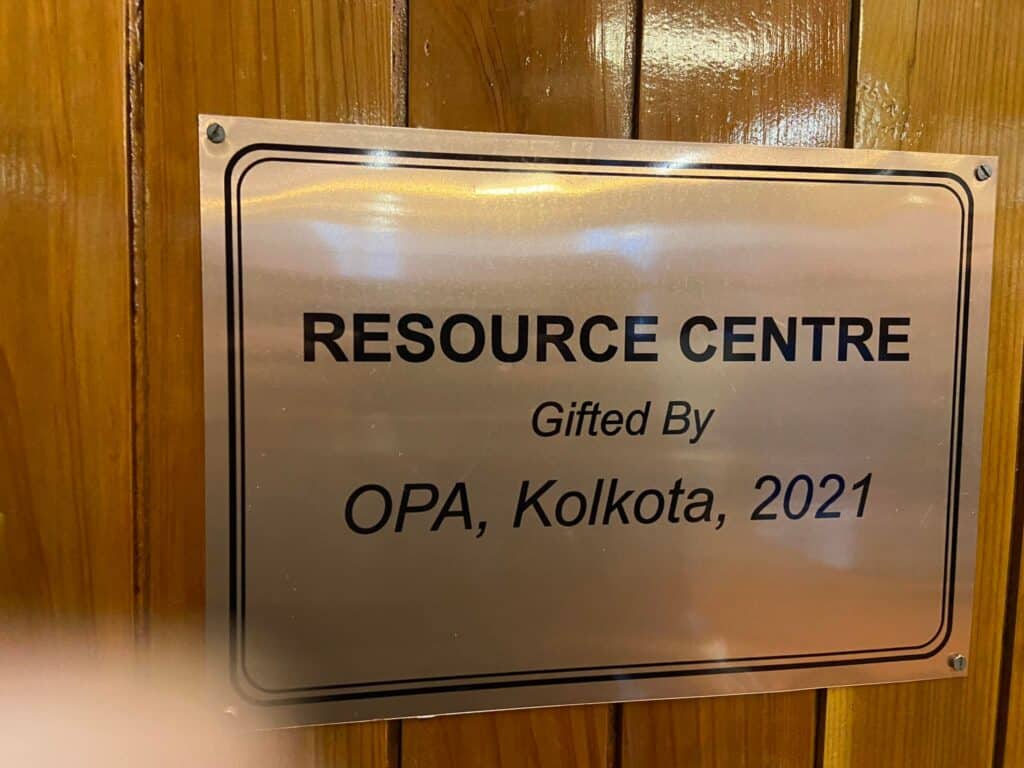 RESOURCE CENTRE
Gifted By
OPA, Kolkota, 2021